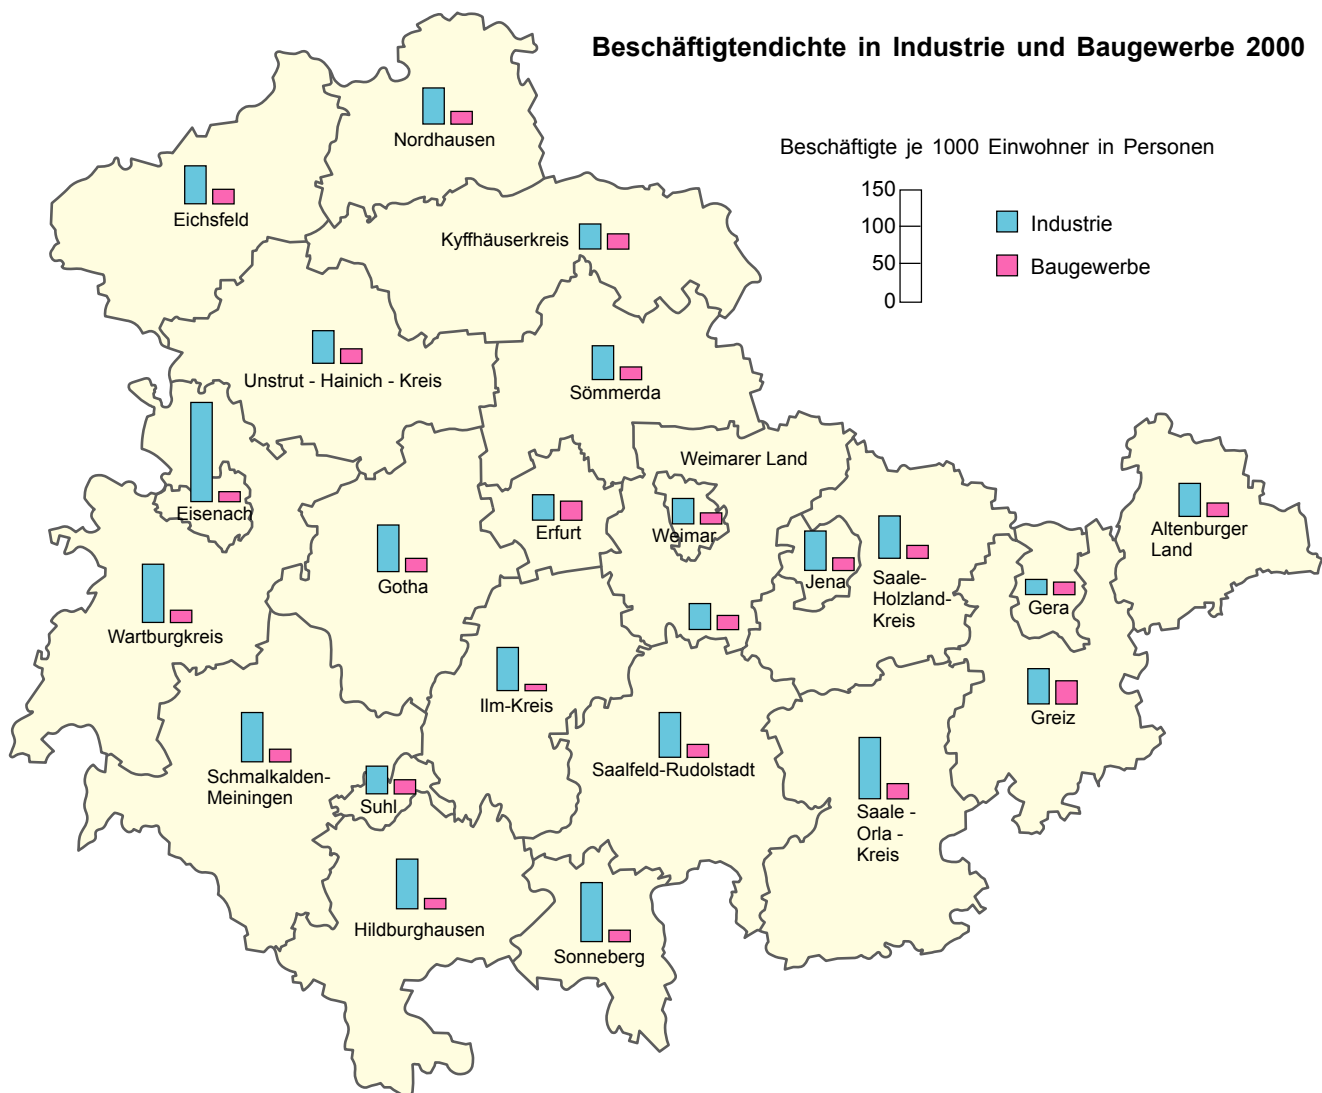 Beschäftigtendichte in Industrie und Baugewerbe 2000
Beschäftigte je 1000 Einwohner in Personen
150
100
50
0
Industrie
Baugewerbe
Nordhausen
Eichsfeld
Kyffhäuserkreis
Unstrut - Hainich - Kreis
Sömmerda
Weimarer Land
Eisenach
Erfurt
Weimar
Altenburger
Land
Gotha
Jena
Saale-
Holzland-
Kreis
Gera
Wartburgkreis
Ilm-Kreis
Greiz
Saalfeld-Rudolstadt
Schmalkalden-
Meiningen
Suhl
Saale -
Orla -
Kreis
Hildburghausen
Sonneberg